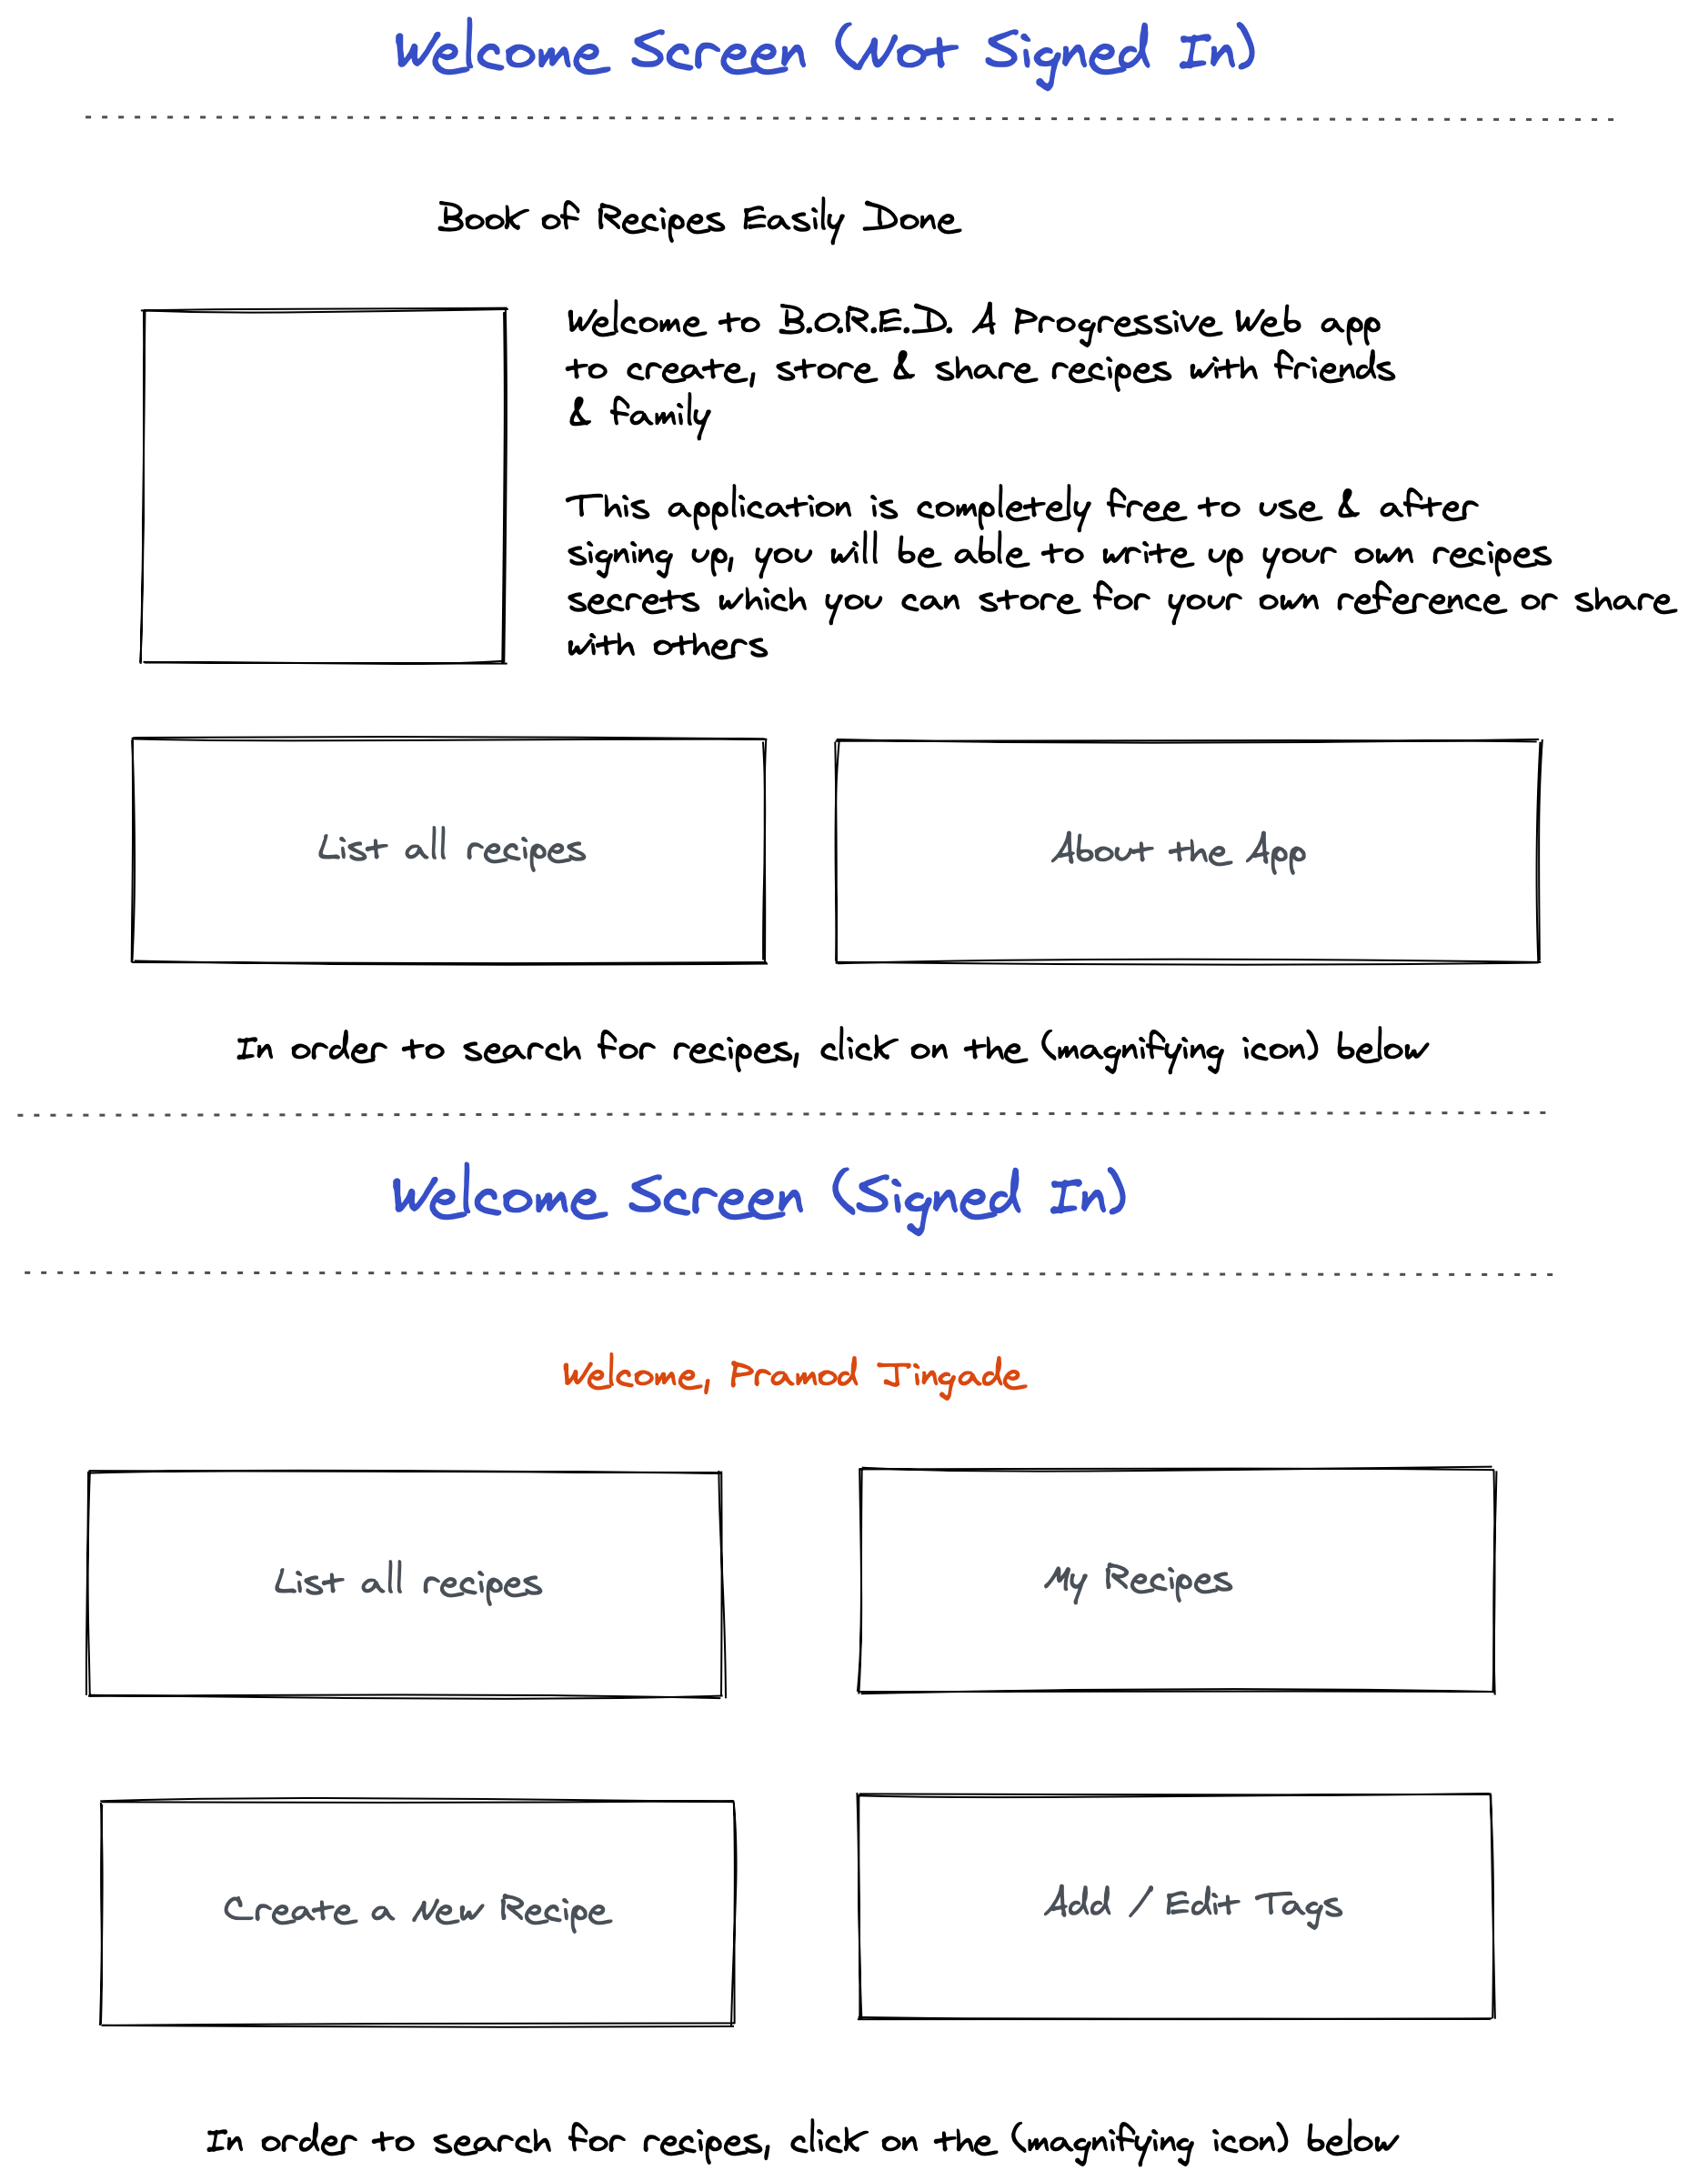 Welcome Screen (Not Signed In)
Book of Recipes Easily Done
Welcome to B.O.R.E.D. A Progressive Web app
to create, store & share recipes with friends
& family
This application is completely free to use & after
signing up, you will be able to write up your own recipes
secrets which you can store for your own reference or share
with others
List all recipes
About the App
In order to search for recipes, click on the (magnifying icon) below
Welcome Screen (Signed In)
Welcome, Pramod Jingade
List all recipes
My Recipes
Create a New Recipe
Add / Edit Tags
In order to search for recipes, click on the (magnifying icon) below